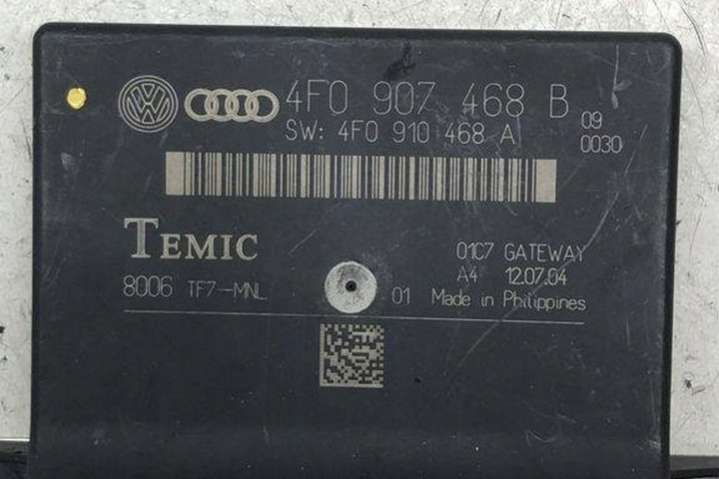 4F0 907 468 B 09
SW: 4F0 910 468 A 0030
TEMIC
01C7 GATEWAY
A4 12.07.04
8006 TF7-MNL 01 Made in Philippines